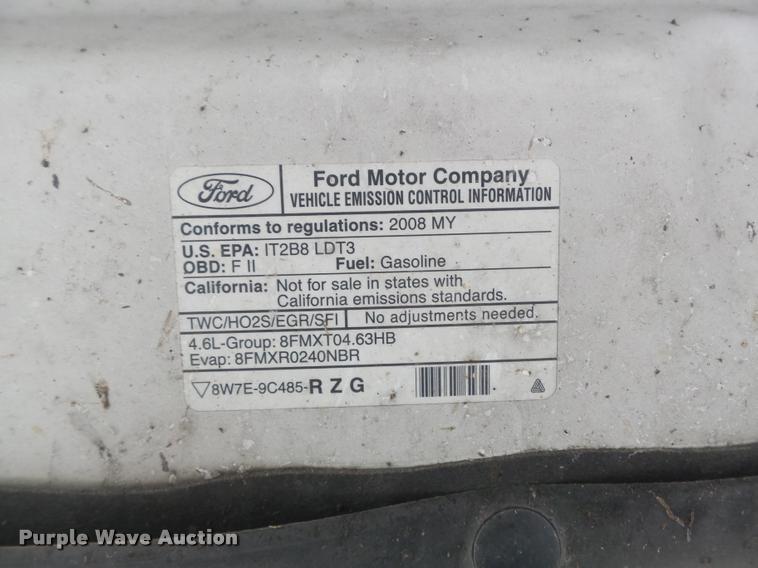 Ford
Ford Motor Company
VEHICLE EMISSION CONTROL INFORMATION
Conforms to regulations: 2008 MY
U.S. EPA: IT2B8 LDT3
OBD: F II Fuel: Gasoline
California: Not for sale in states with
California emissions standards.
TWC/HO2S/EGR/SFI No adjustments needed.
4.6L-Group: 8FMXT04.63HB
Evap: 8FMXR0240NBR
8W7E-9C485-R Z G
Purple Wave Auction